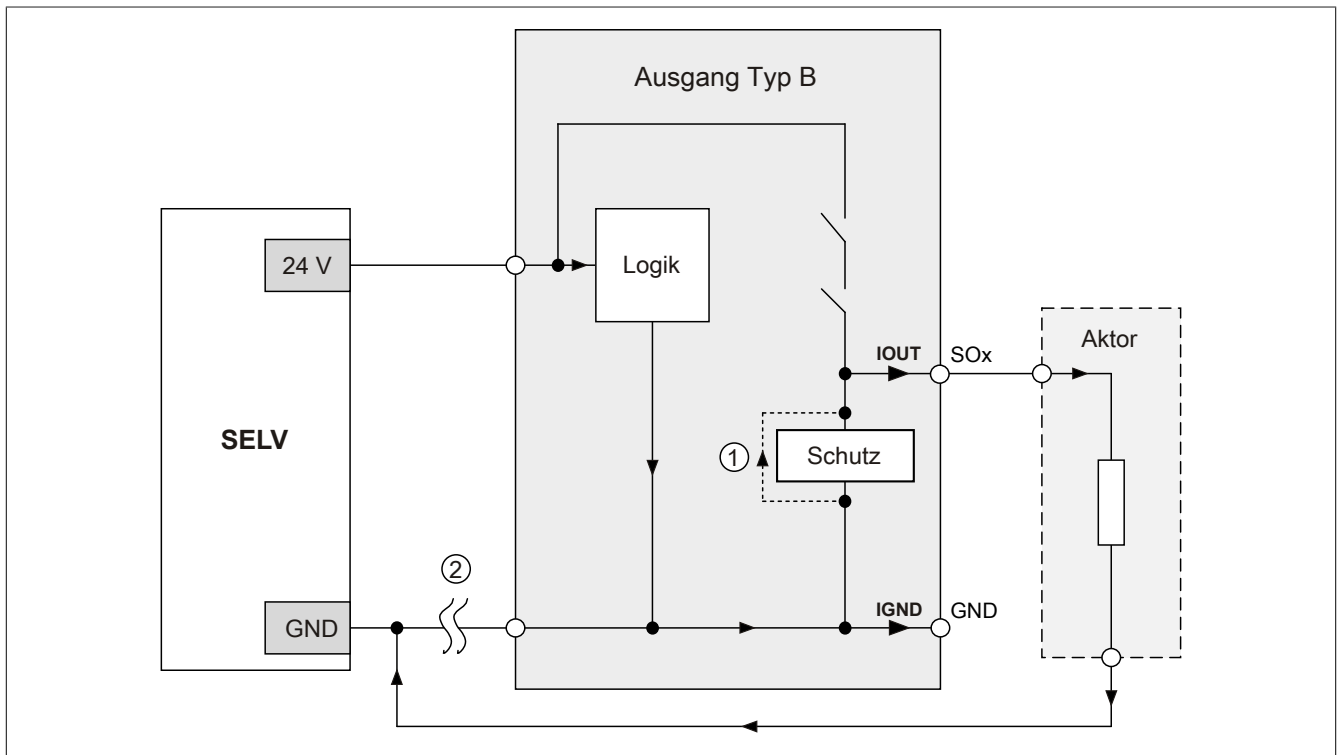 Ausgang Typ B
24 V
Logik
IOUT
SOx
Aktor
SELV
1
Schutz
2
GND
IGND
GND